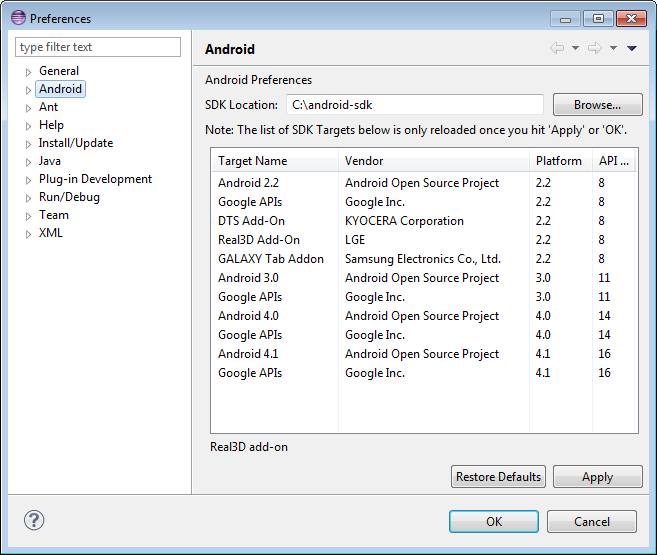 Preferences
type filter text
General
Android
Ant
Help
Install/Update
Java
Plug-in Development
Run/Debug
Team
XML
Android
Android Preferences
SDK Location: C:\android-sdk Browse...
Note: The list of SDK Targets below is only reloaded once you hit 'Apply' or 'OK'.
Target Name Vendor Platform API ...
Android 2.2 Android Open Source Project 2.2 8
Google APIs Google Inc. 2.2 8
DTS Add-On KYOCERA Corporation 2.2 8
Real3D Add-On LGE 2.2 8
GALAXY Tab Addon Samsung Electronics Co., Ltd. 2.2 8
Android 3.0 Android Open Source Project 3.0 11
Google APIs Google Inc. 3.0 11
Android 4.0 Android Open Source Project 4.0 14
Google APIs Google Inc. 4.0 14
Android 4.1 Android Open Source Project 4.1 16
Google APIs Google Inc. 4.1 16
Real3D add-on
Restore Defaults Apply
? OK Cancel